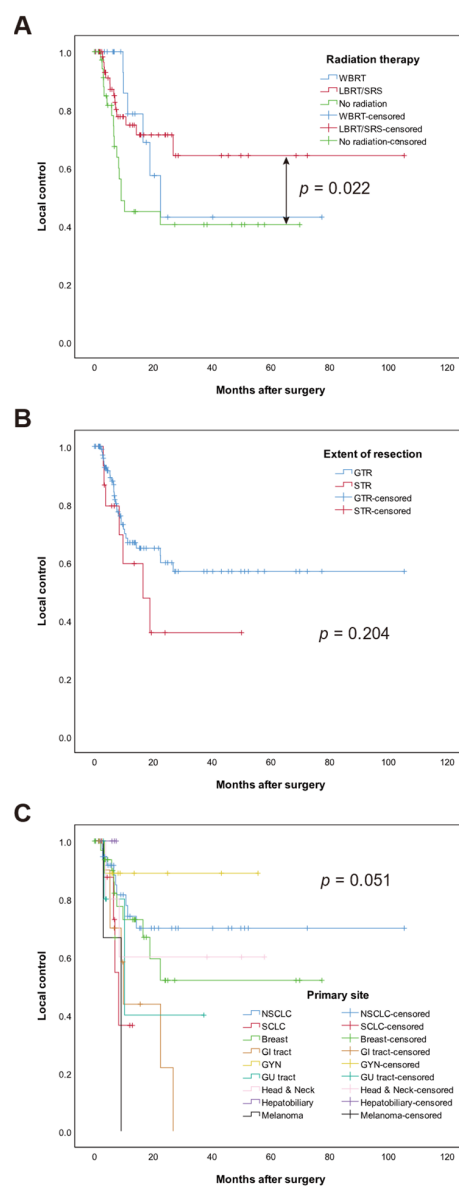 A
Radiation therapy
WBRT
LBRT/SRS
No radiation
WBRT-censored
LBRT/SRS-censored
No radiation-censored
p = 0.022
Local control
1.0
0.8
0.6
0.4
0.2
0.0
0 20 40 60 80 100 120
Months after surgery
B
Extent of resection
GTR
STR
GTR-censored
STR-censored
p = 0.204
Local control
1.0
0.8
0.6
0.4
0.2
0.0
0 20 40 60 80 100 120
Months after surgery
C
p = 0.051
Local control
1.0
0.8
0.6
0.4
0.2
0.0
Primary site
NSCLC NSCLC-censored
SCLC SCLC-censored
Breast Breast-censored
GI tract GI tract-censored
GYN GYN-censored
GU tract GU tract-censored
Head & Neck Head & Neck-censored
Hepatobiliary Hepatobiliary-censored
Melanoma Melanoma-censored
0 20 40 60 80 100 120
Months after surgery